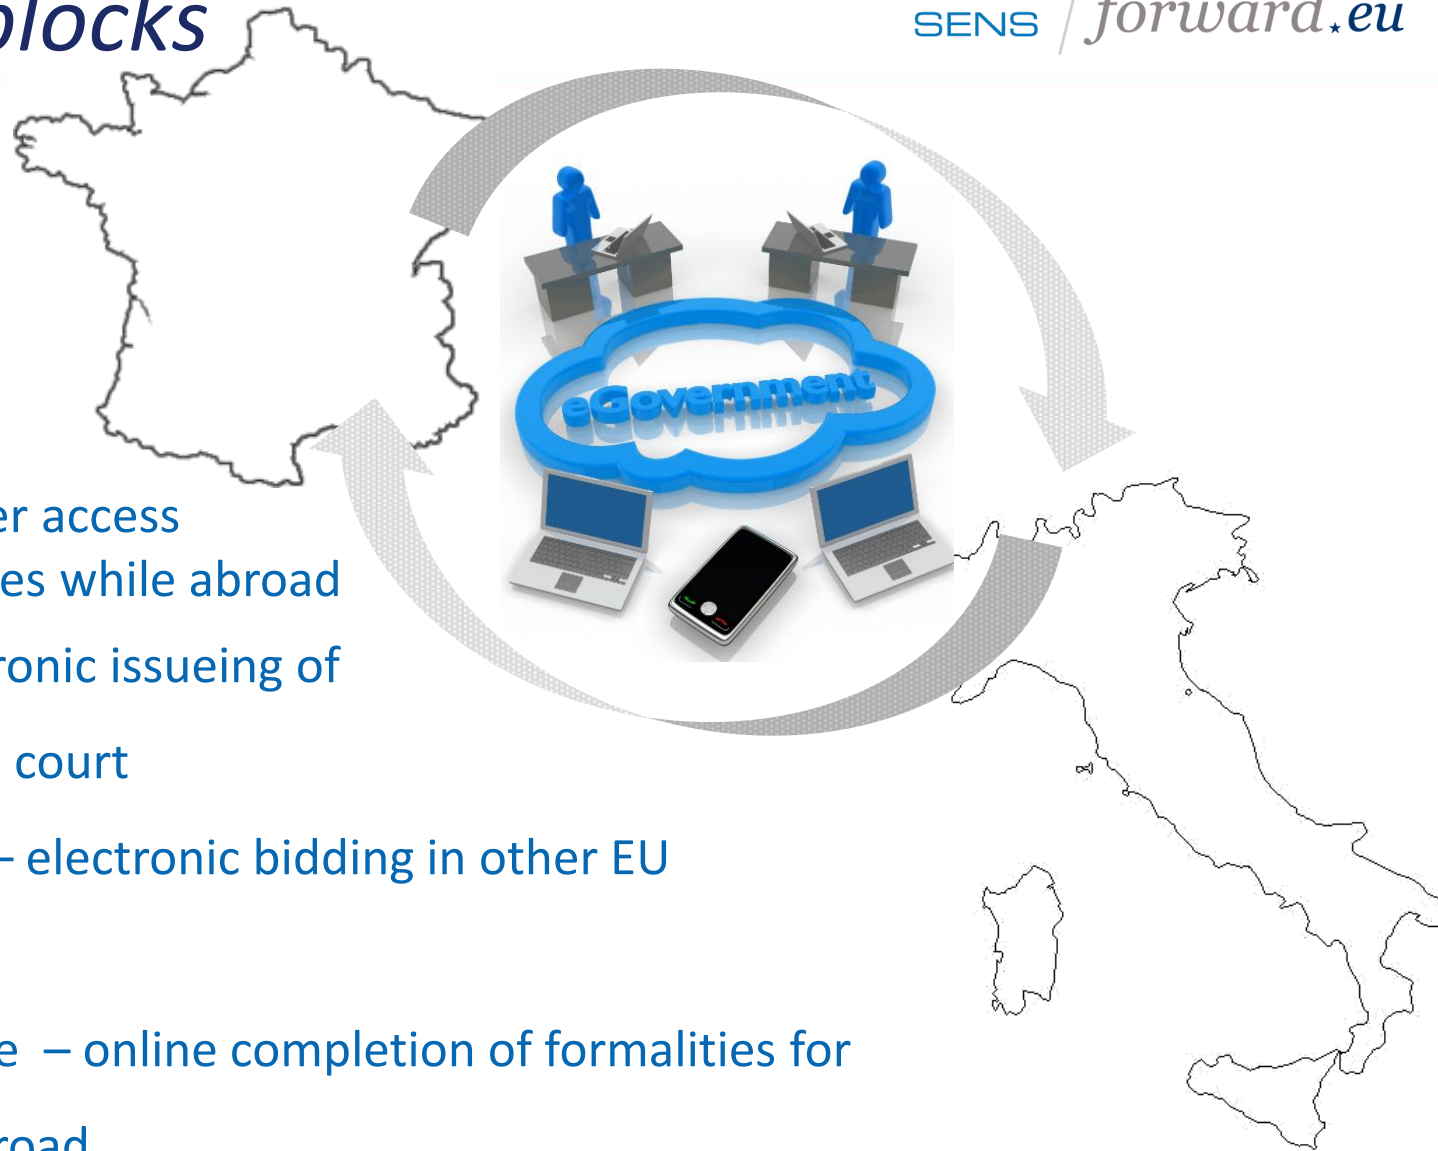 blocks
SENS / forward.eu
eGovernment
er access
es while abroad
ronic issueing of
court
– electronic bidding in other EU
e – online completion of formalities for
road